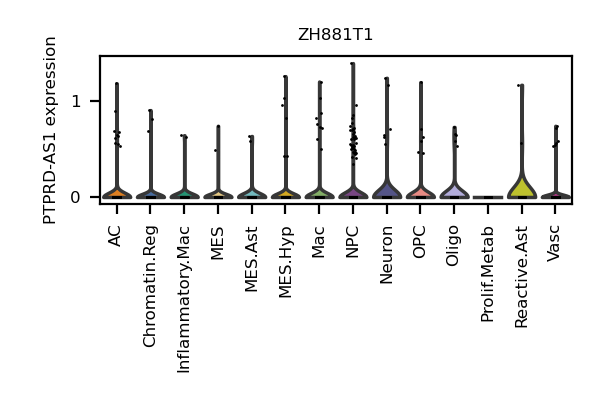 ZH881T1
PTPRD-AS1 expression
1
0
AC
Chromatin.Reg
Inflammatory.Mac
MES
MES.Ast
MES.Hyp
Mac
NPC
Neuron
OPC
Oligo
Prolif.Metab
Reactive.Ast
Vasc